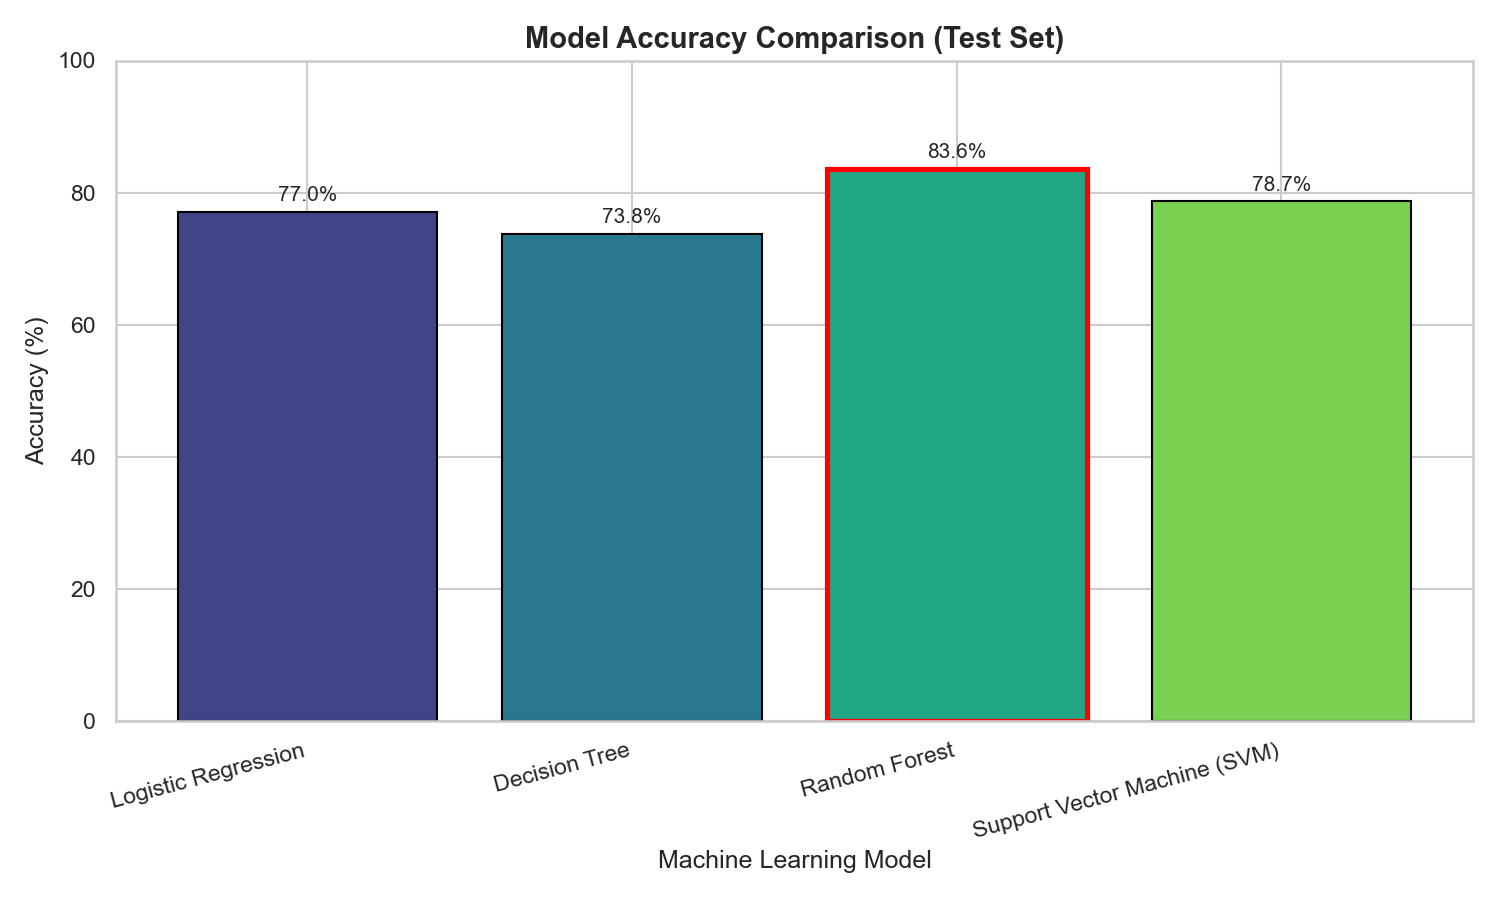 Model Accuracy Comparison (Test Set)
Accuracy (%)
100
80
60
40
20
0
77.0%
73.8%
83.6%
78.7%
Logistic Regression
Decision Tree
Random Forest
Support Vector Machine (SVM)
Machine Learning Model